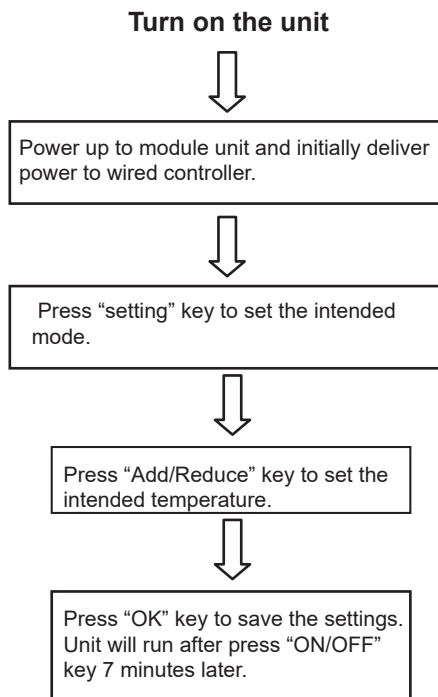 Turn on the unit
Power up to module unit and initially deliver
power to wired controller.
Press “setting” key to set the intended
mode.
Press “Add/Reduce” key to set the
intended temperature.
Press “OK” key to save the settings.
Unit will run after press “ON/OFF”
key 7 minutes later.